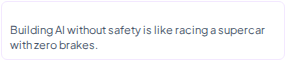 Building AI without safety is like racing a supercar
with zero brakes.